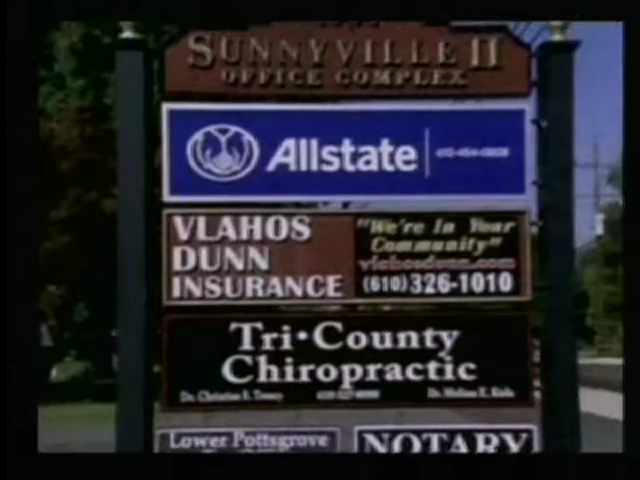 SUNNYVILLE II
OFFICE COMPLEX
Allstate
VLAHOS
DUNN
INSURANCE
"We're In Your
Community"
vlahosdunn.com
(610) 326-1010
Tri•County
Chiropractic
Lower Pottsgrove
NOTARY